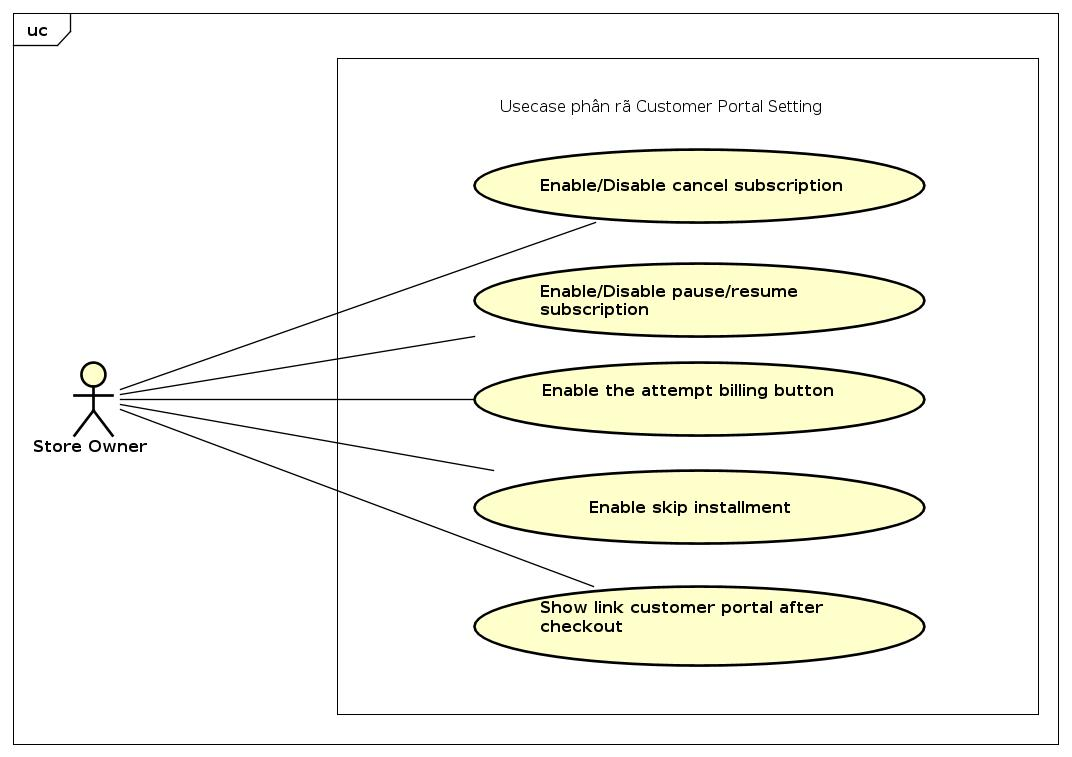 uc
Usecase phân rã Customer Portal Setting
Enable/Disable cancel subscription
Enable/Disable pause/resume
subscription
Enable the attempt billing button
Store Owner
Enable skip installment
Show link customer portal after
checkout